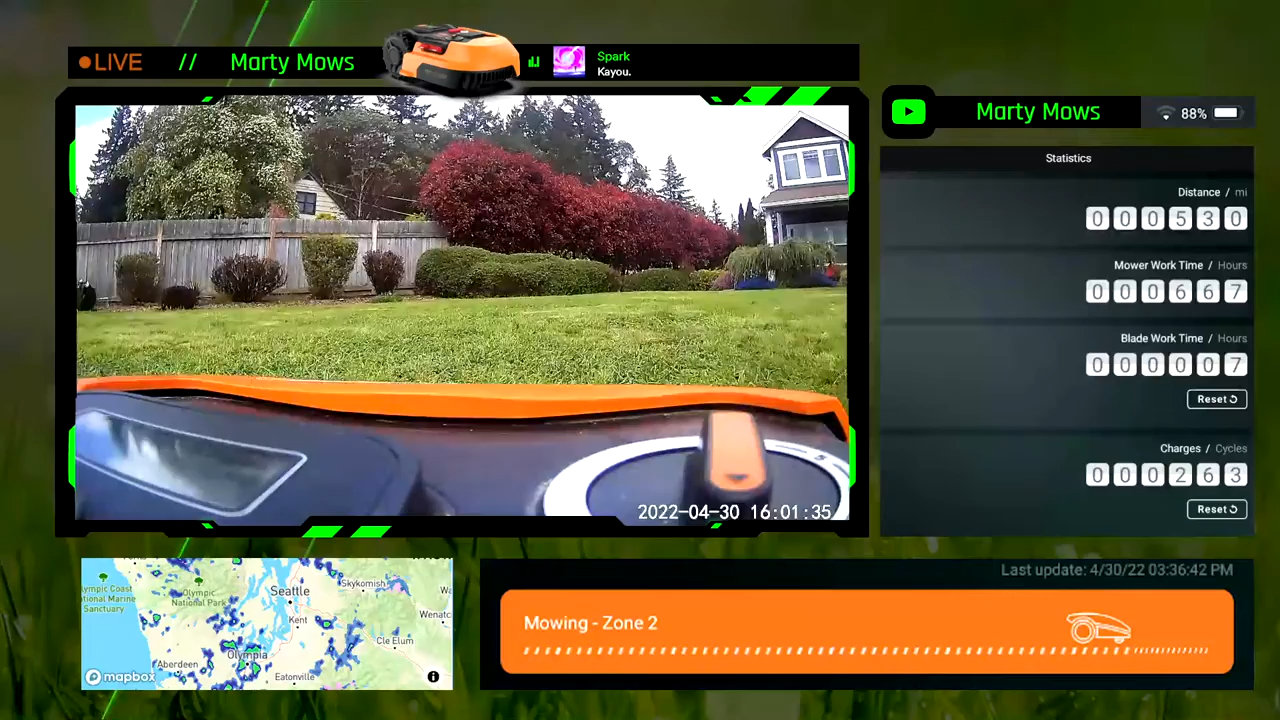 LIVE // Marty Mows
Spark
Kayou.
Marty Mows
88%
Statistics
Distance / mi
000530
Mower Work Time / Hours
000667
Blade Work Time / Hours
000007
Reset
Charges / Cycles
000263
Reset
5
2022-04-30 16:01:35
Skykomish
Olympic Coast
National Marine
Sanctuary
Olympic
National Park
Seattle
Kent
Wenatc
Cle Elum
Aberdeen
Olympia
Eatonville
mapbox
Last update: 4/30/22 03:36:42 PM
Mowing - Zone 2